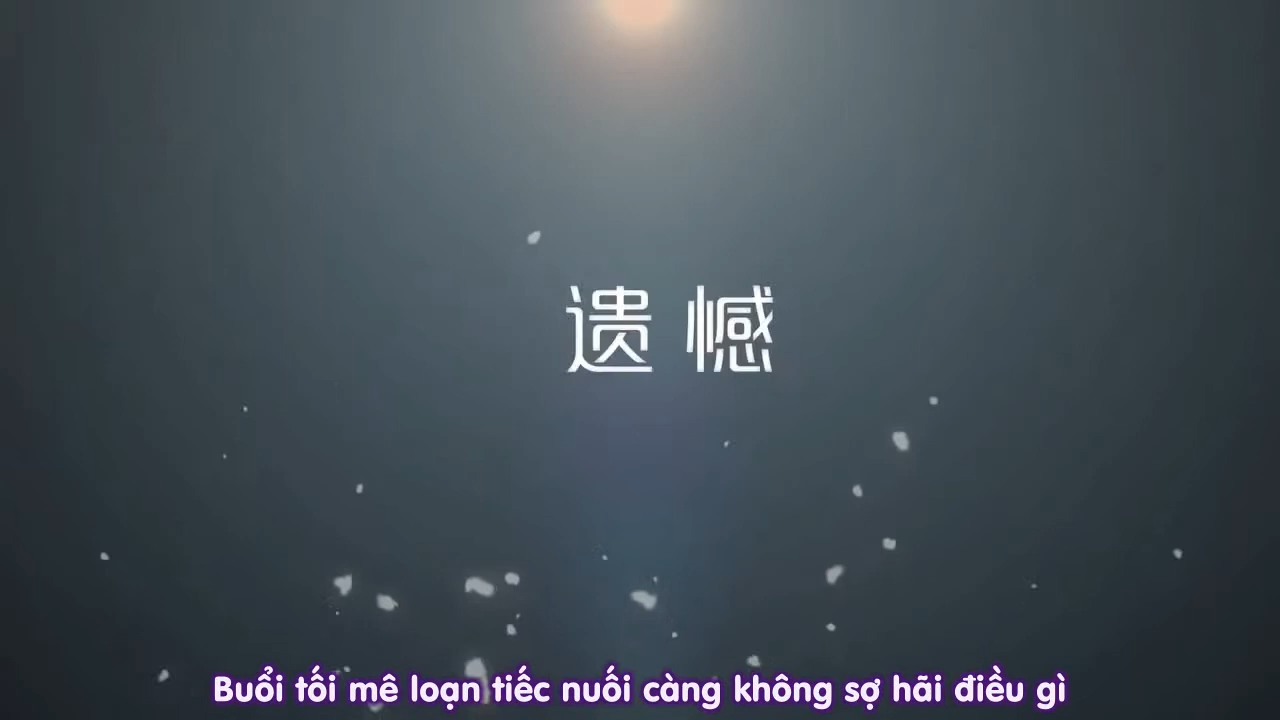 遗憾
Buổi tối mê loạn tiếc nuối càng không sợ hãi điều gì